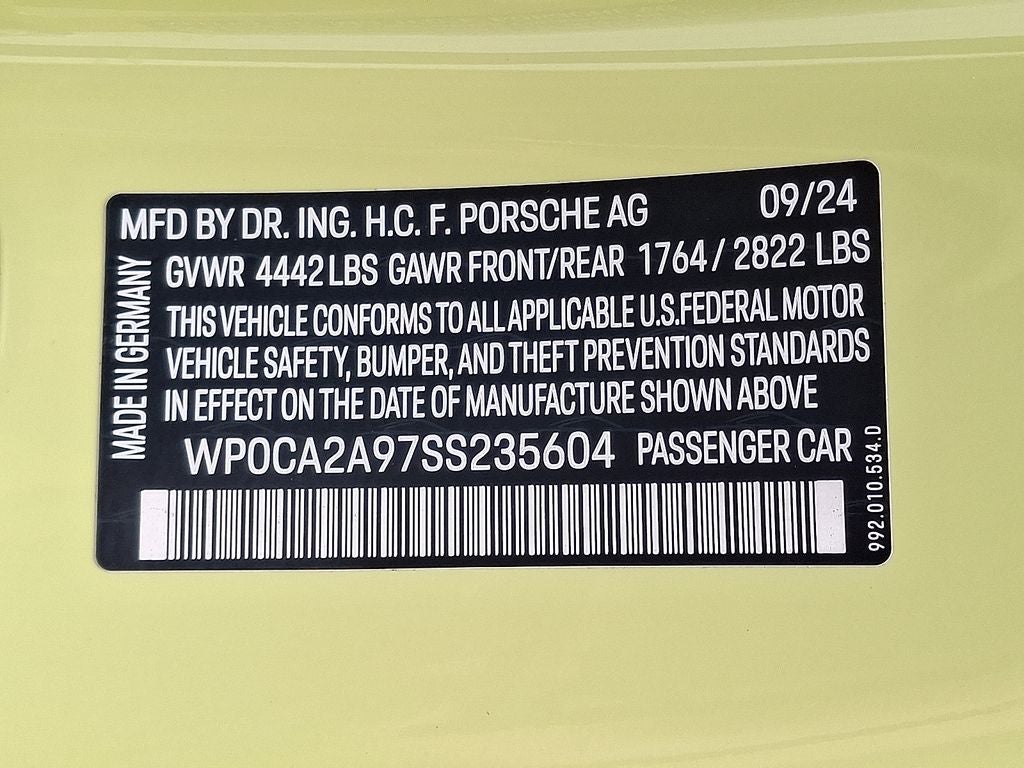 MFD BY DR. ING. H.C. F. PORSCHE AG 09/24
GVWR 4442 LBS GAWR FRONT/REAR 1764 / 2822 LBS
THIS VEHICLE CONFORMS TO ALL APPLICABLE U.S. FEDERAL MOTOR
VEHICLE SAFETY, BUMPER, AND THEFT PREVENTION STANDARDS
IN EFFECT ON THE DATE OF MANUFACTURE SHOWN ABOVE
WP0CA2A97SS235604 PASSENGER CAR
MADE IN GERMANY
992.010.534.D